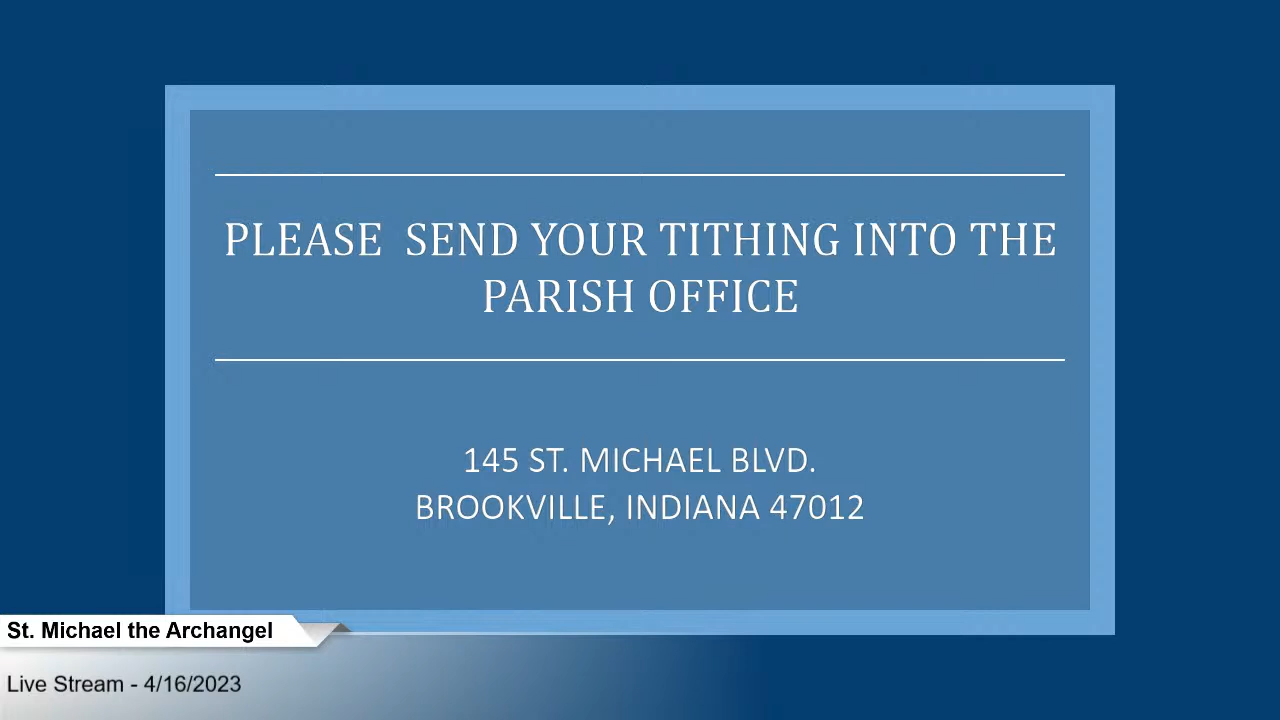 PLEASE SEND YOUR TITHING INTO THE
PARISH OFFICE
145 ST. MICHAEL BLVD.
BROOKVILLE, INDIANA 47012
St. Michael the Archangel
Live Stream - 4/16/2023